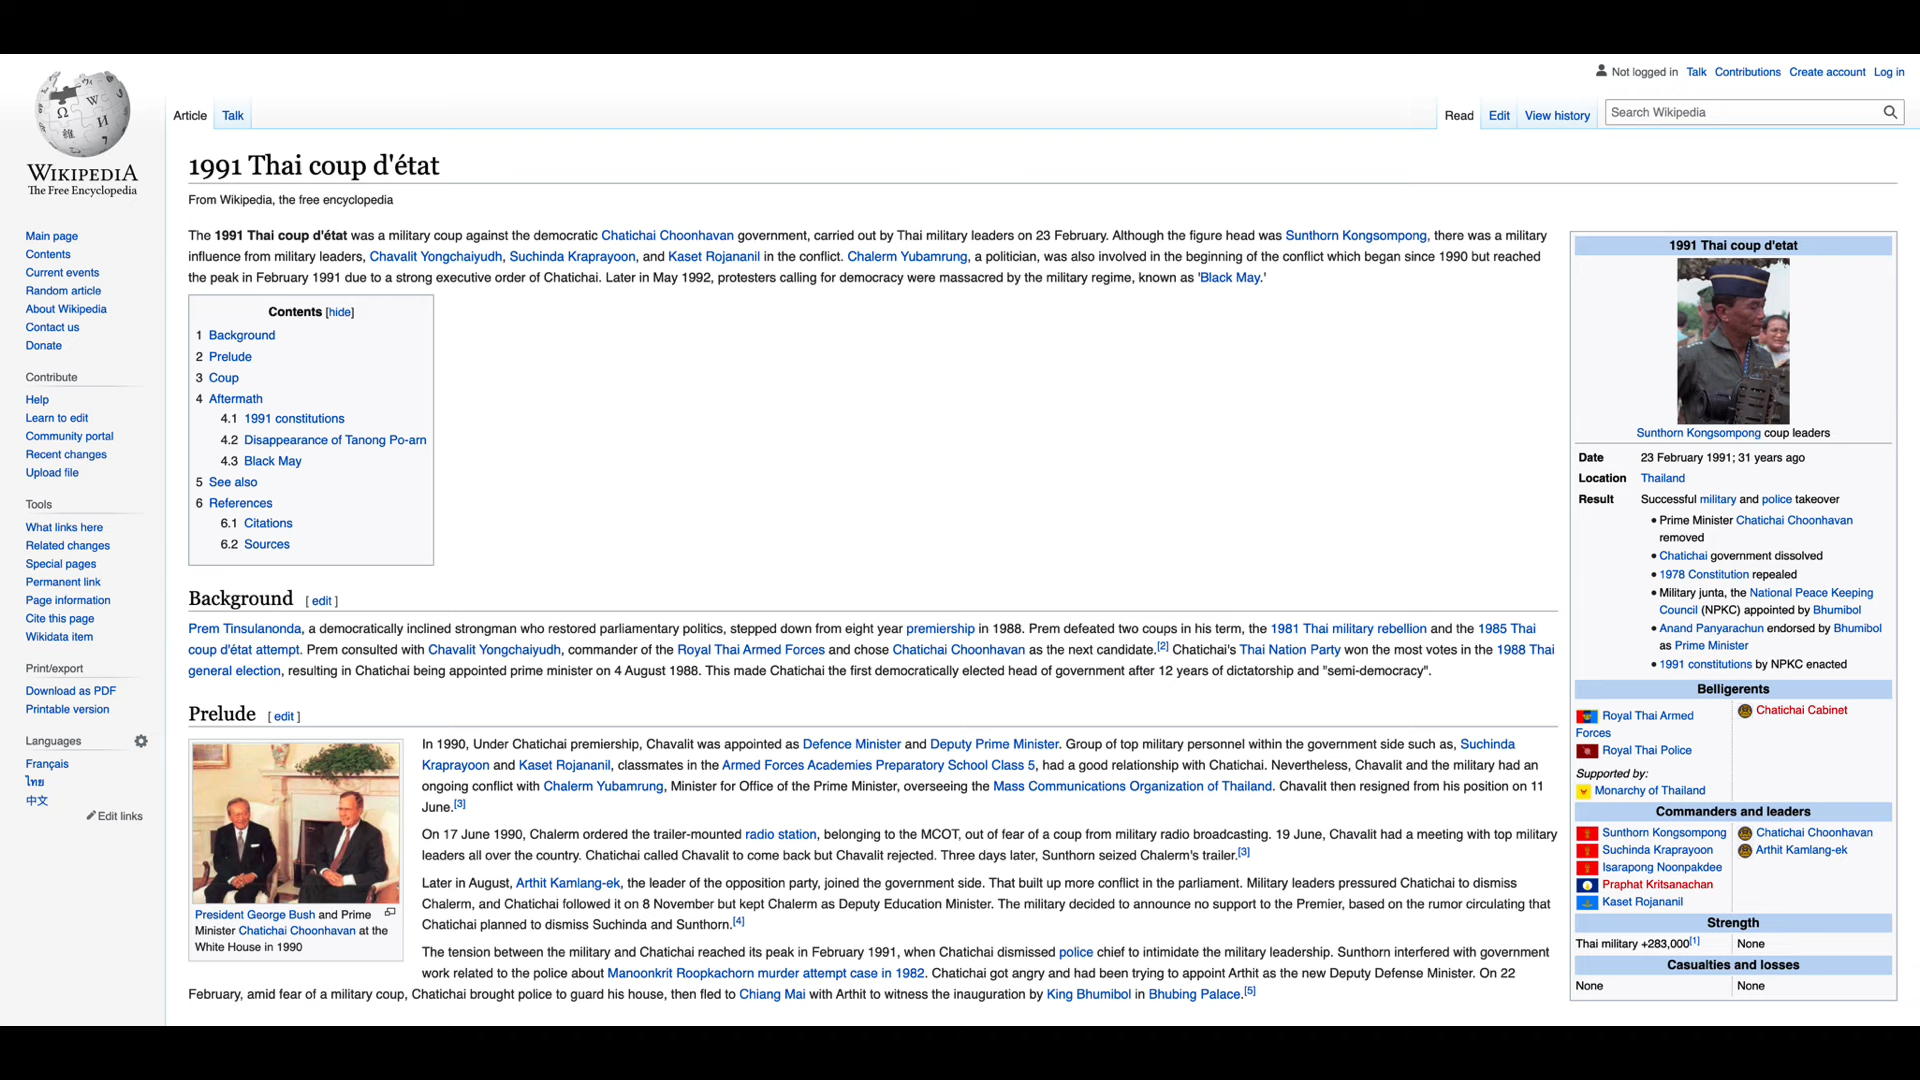 Not logged in Talk Contributions Create account Log in
Article Talk
Read Edit View history
Search Wikipedia
WIKIPEDIA
The Free Encyclopedia
Main page
Contents
Current events
Random article
About Wikipedia
Contact us
Donate
Contribute
Help
Learn to edit
Community portal
Recent changes
Upload file
Tools
What links here
Related changes
Special pages
Permanent link
Page information
Cite this page
Wikidata item
Print/export
Download as PDF
Printable version
Languages
Français
ไทย
中文
Edit links
1991 Thai coup d'état
From Wikipedia, the free encyclopedia
The 1991 Thai coup d'état was a military coup against the democratic Chatichai Choonhavan government, carried out by Thai military leaders on 23 February. Although the figure head was Sunthorn Kongsompong, there was a military
influence from military leaders, Chavalit Yongchaiyudh, Suchinda Kraprayoon, and Kaset Rojananil in the conflict. Chalerm Yubamrung, a politician, was also involved in the beginning of the conflict which began since 1990 but reached
the peak in February 1991 due to a strong executive order of Chatichai. Later in May 1992, protesters calling for democracy were massacred by the military regime, known as 'Black May.'
Contents [hide]
1 Background
2 Prelude
3 Coup
4 Aftermath
4.1 1991 constitutions
4.2 Disappearance of Tanong Po-arn
4.3 Black May
5 See also
6 References
6.1 Citations
6.2 Sources
Background [ edit ]
Prem Tinsulanonda, a democratically inclined strongman who restored parliamentary politics, stepped down from eight year premiership in 1988. Prem defeated two coups in his term, the 1981 Thai military rebellion and the 1985 Thai
coup d'état attempt. Prem consulted with Chavalit Yongchaiyudh, commander of the Royal Thai Armed Forces and chose Chatichai Choonhavan as the next candidate.[2] Chatichai's Thai Nation Party won the most votes in the 1988 Thai
general election, resulting in Chatichai being appointed prime minister on 4 August 1988. This made Chatichai the first democratically elected head of government after 12 years of dictatorship and "semi-democracy".
Prelude [ edit ]
President George Bush and Prime
Minister Chatichai Choonhavan at the
White House in 1990
In 1990, Under Chatichai premiership, Chavalit was appointed as Defence Minister and Deputy Prime Minister. Group of top military personnel within the government side such as, Suchinda
Kraprayoon and Kaset Rojananil, classmates in the Armed Forces Academies Preparatory School Class 5, had a good relationship with Chatichai. Nevertheless, Chavalit and the military had an
ongoing conflict with Chalerm Yubamrung, Minister for Office of the Prime Minister, overseeing the Mass Communications Organization of Thailand. Chavalit then resigned from his position on 11
June.[3]
On 17 June 1990, Chalerm ordered the trailer-mounted radio station, belonging to the MCOT, out of fear of a coup from military radio broadcasting. 19 June, Chavalit had a meeting with top military
leaders all over the country. Chatichai called Chavalit to come back but Chavalit rejected. Three days later, Sunthorn seized Chalerm's trailer.[3]
Later in August, Arthit Kamlang-ek, the leader of the opposition party, joined the government side. That built up more conflict in the parliament. Military leaders pressured Chatichai to dismiss
Chalerm, and Chatichai followed it on 8 November but kept Chalerm as Deputy Education Minister. The military decided to announce no support to the Premier, based on the rumor circulating that
Chatichai planned to dismiss Suchinda and Sunthorn.[4]
The tension between the military and Chatichai reached its peak in February 1991, when Chatichai dismissed police chief to intimidate the military leadership. Sunthorn interfered with government
work related to the police about Manoonkrit Roopkachorn murder attempt case in 1982. Chatichai got angry and had been trying to appoint Arthit as the new Deputy Defense Minister. On 22
February, amid fear of a military coup, Chatichai brought police to guard his house, then fled to Chiang Mai with Arthit to witness the inauguration by King Bhumibol in Bhubing Palace.[5]
1991 Thai coup d'etat
Sunthorn Kongsompong coup leaders
Date 23 February 1991; 31 years ago
Location Thailand
Result Successful military and police takeover
• Prime Minister Chatichai Choonhavan
removed
• Chatichai government dissolved
• 1978 Constitution repealed
• Military junta, the National Peace Keeping
Council (NPKC) appointed by Bhumibol
• Anand Panyarachun endorsed by Bhumibol
as Prime Minister
• 1991 constitutions by NPKC enacted
Belligerents
Royal Thai Armed
Forces
Royal Thai Police
Supported by:
Monarchy of Thailand
Chatichai Cabinet
Commanders and leaders
Sunthorn Kongsompong
Suchinda Kraprayoon
Isarapong Noonpakdee
Praphat Kritsanachan
Kaset Rojananil
Chatichai Choonhavan
Arthit Kamlang-ek
Strength
Thai military +283,000[1] None
Casualties and losses
None None